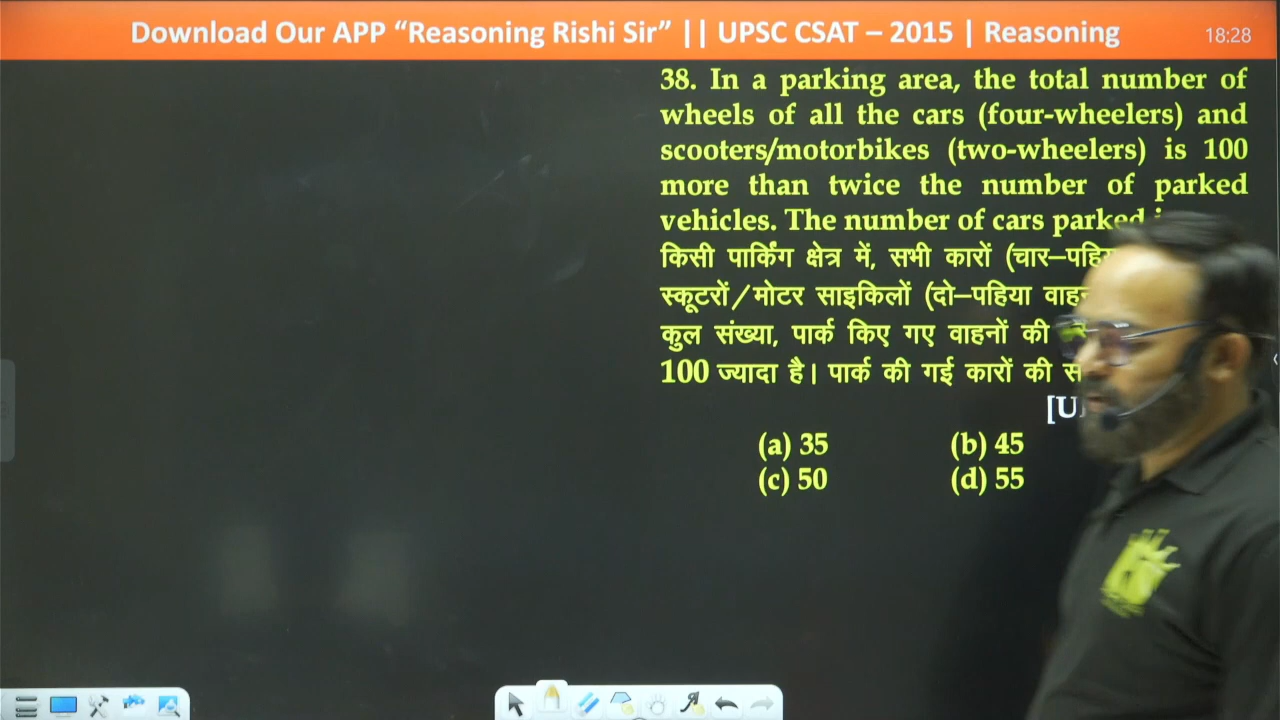 Download Our APP “Reasoning Rishi Sir” || UPSC CSAT – 2015 | Reasoning
18:28
38. In a parking area, the total number of
wheels of all the cars (four-wheelers) and
scooters/motorbikes (two-wheelers) is 100
more than twice the number of parked
vehicles. The number of cars parked
किसी पार्किंग क्षेत्र में, सभी कारों
स्कूटरों/मोटर साइकिलों (दो–पहिया
कुल संख्या, पार्क किए गए वाहनों की
100 ज्यादा है। पार्क की गई कारों की
(a) 35 (b) 45
(c) 50 (d) 55